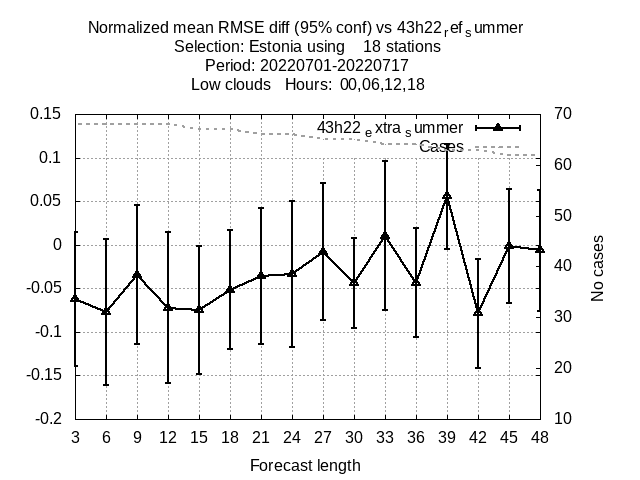 Normalized mean RMSE diff (95% conf) vs 43h22refsummer
Selection: Estonia using 18 stations
Period: 20220701-20220717
Low clouds Hours: 00,06,12,18
0.15
0.1
0.05
0
-0.05
-0.1
-0.15
-0.2
70
60
50
40
30
20
10
43h22extrasummer
Cases
No cases
3 6 9 12 15 18 21 24 27 30 33 36 39 42 45 48
Forecast length